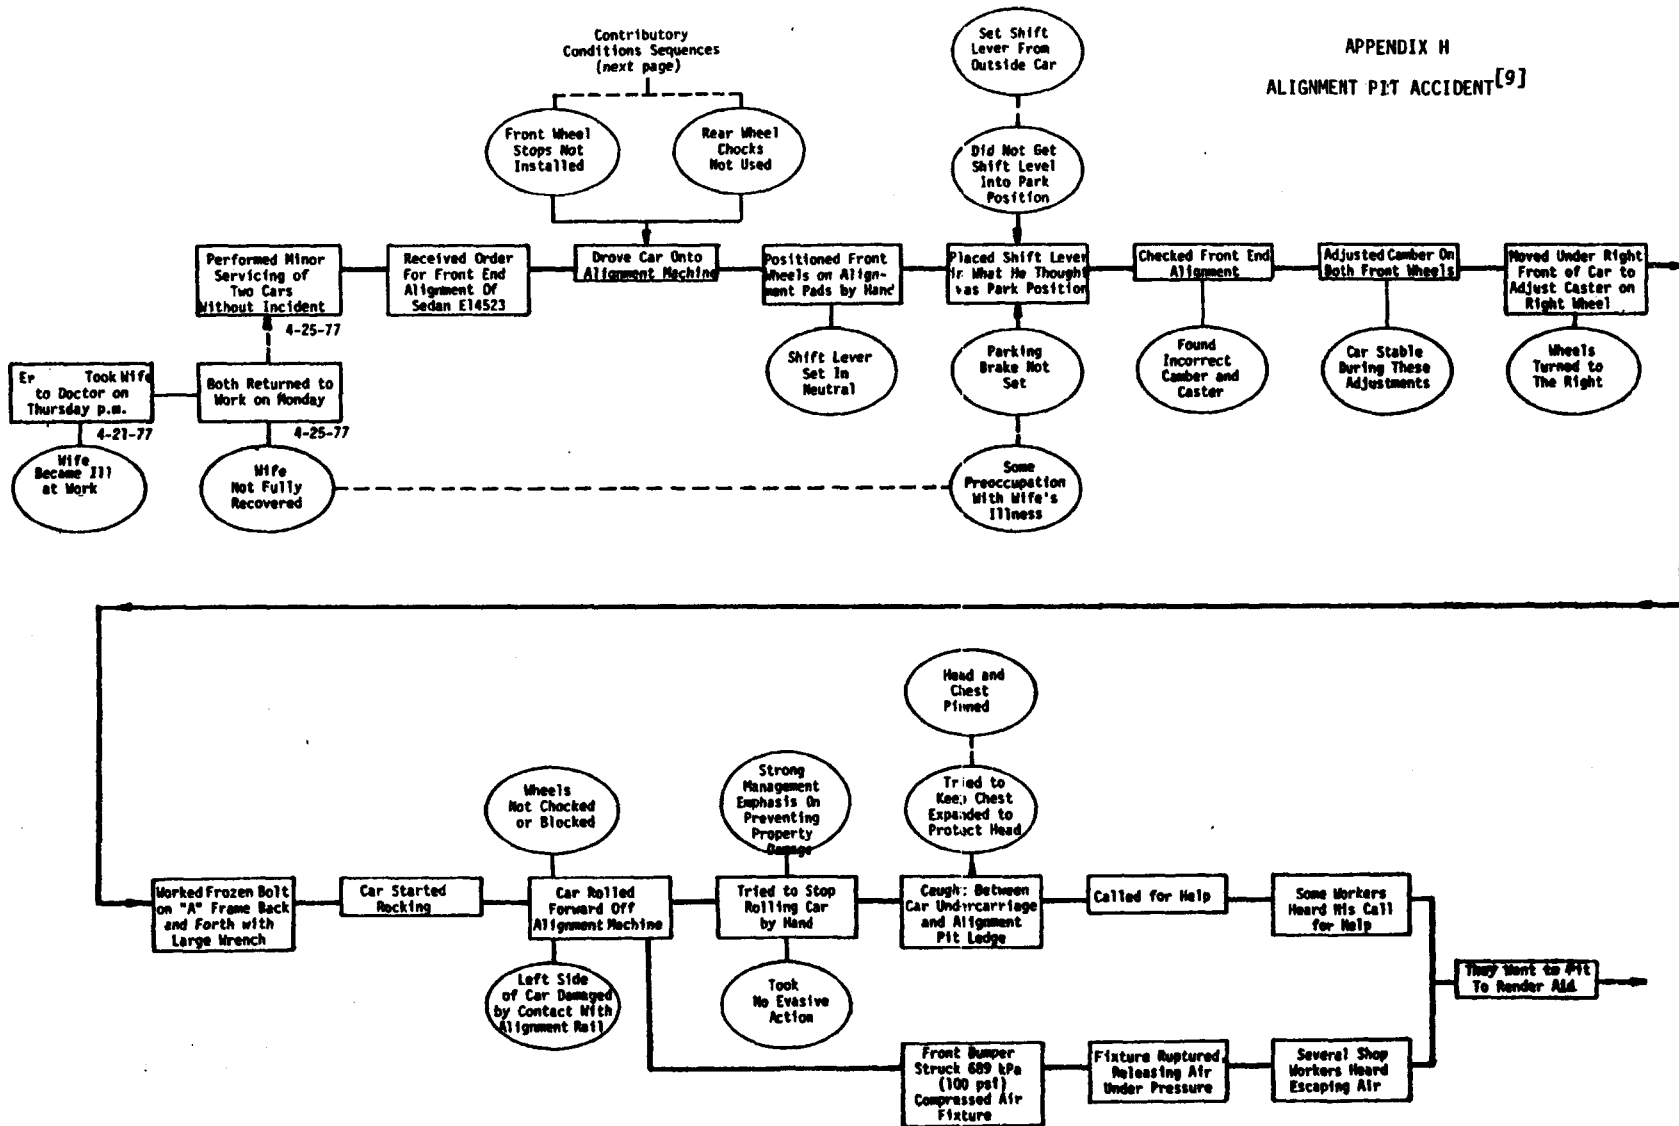 APPENDIX H
ALIGNMENT PIT ACCIDENT[9]
Contributory
Conditions Sequences
(next page)
Front Wheel
Stops Not
Installed
Rear Wheel
Chocks
Not Used
Set Shift
Lever From
Outside Car
Did Not Get
Shift Level
Into Park
Position
Performed Minor
Servicing of
Two Cars
Without Incident
4-25-77
Received Order
For Front End
Alignment Of
Sedan E14523
Drove Car Onto
Alignment Machine
Positioned Front
Wheels on Align-
ment Pads by Hand
Placed Shift Lever
in What He Thought
was Park Position
Checked Front End
Alignment
Adjusted Camber On
Both Front Wheels
Moved Under Right
Front of Car to
Adjust Caster on
Right Wheel
Er Took Wife
to Doctor on
Thursday p.m.
4-21-77
Both Returned to
Work on Monday
4-25-77
Shift Lever
Set In
Neutral
Parking
Brake Not
Set
Found
Incorrect
Camber and
Caster
Car Stable
During These
Adjustments
Wheels
Turned to
The Right
Wife
Became Ill
at Work
Wife
Not Fully
Recovered
Some
Preoccupation
With Wife's
Illness
Head and
Chest
Pinned
Wheels
Not Chocked
or Blocked
Strong
Management
Emphasis On
Preventing
Property
Damage
Tried to
Keep Chest
Expanded to
Protect Head
Worked Frozen Bolt
on "A" Frame Back
and Forth with
Large Wrench
Car Started
Rocking
Car Rolled
Forward Off
Alignment Machine
Tried to Stop
Rolling Car
by Hand
Caught Between
Car Undercarriage
and Alignment
Pit Ledge
Called for Help
Some Workers
Heard His Call
for Help
Left Side
of Car Damaged
by Contact With
Alignment Rail
Took
No Evasive
Action
They Went to Pit
To Render Aid
Front Bumper
Struck 689 kPa
(100 psi)
Compressed Air
Fixture
Fixture Ruptured
Releasing Air
Under Pressure
Several Shop
Workers Heard
Escaping Air